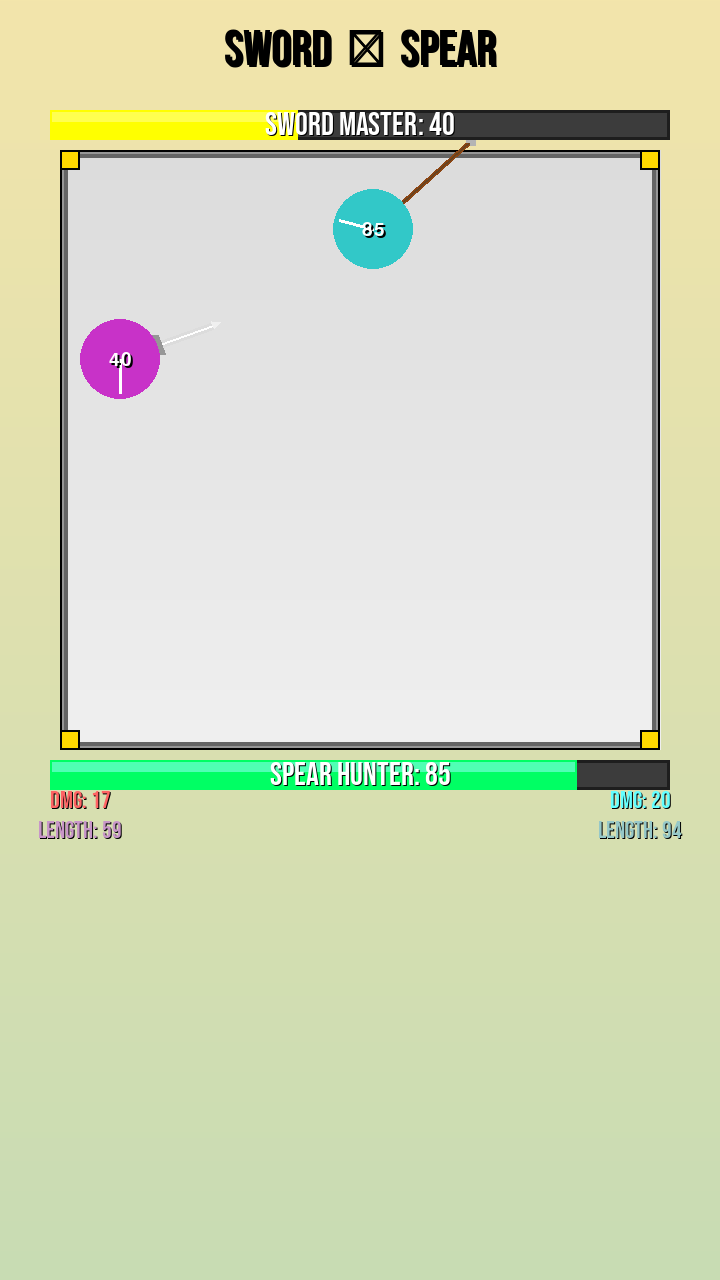 SWORD SPEAR
SWORD MASTER: 40
85
40
SPEAR HUNTER: 85
DMG: 17
DMG: 20
LENGTH: 59
LENGTH: 94